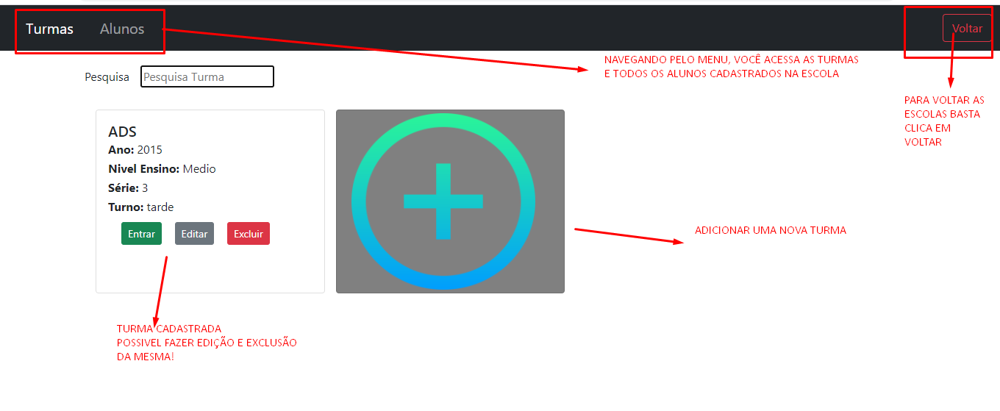 Turmas Alunos Voltar
NAVEGANDO PELO MENU, VOCÊ ACESSA AS TURMAS
E TODOS OS ALUNOS CADASTRADOS NA ESCOLA
Pesquisa Pesquisa Turma
PARA VOLTAR AS
ESCOLAS BASTA
CLICA EM
VOLTAR
ADS
Ano: 2015
Nivel Ensino: Medio
Série: 3
Turno: tarde
Entrar Editar Excluir
ADICIONAR UMA NOVA TURMA
TURMA CADASTRADA
POSSIVEL FAZER EDIÇÃO E EXCLUSÃO
DA MESMA!